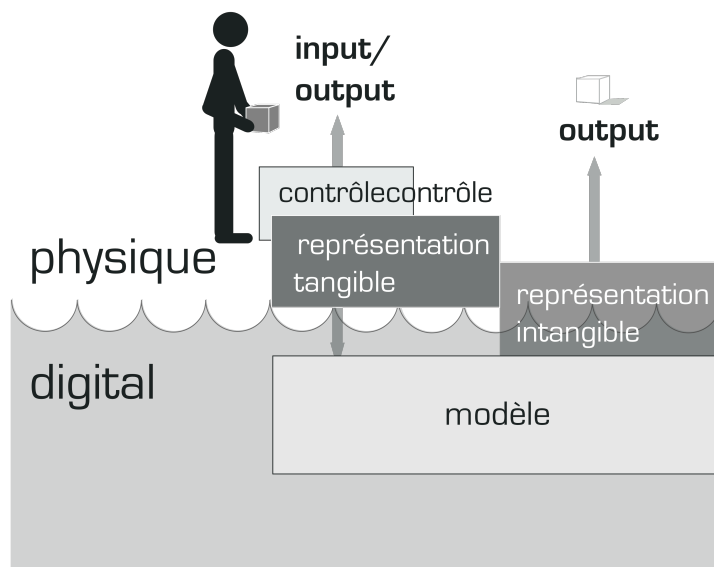 input/
output
output
contrôlecontrôle
représentation
tangible
physique
représentation
intangible
digital
modèle